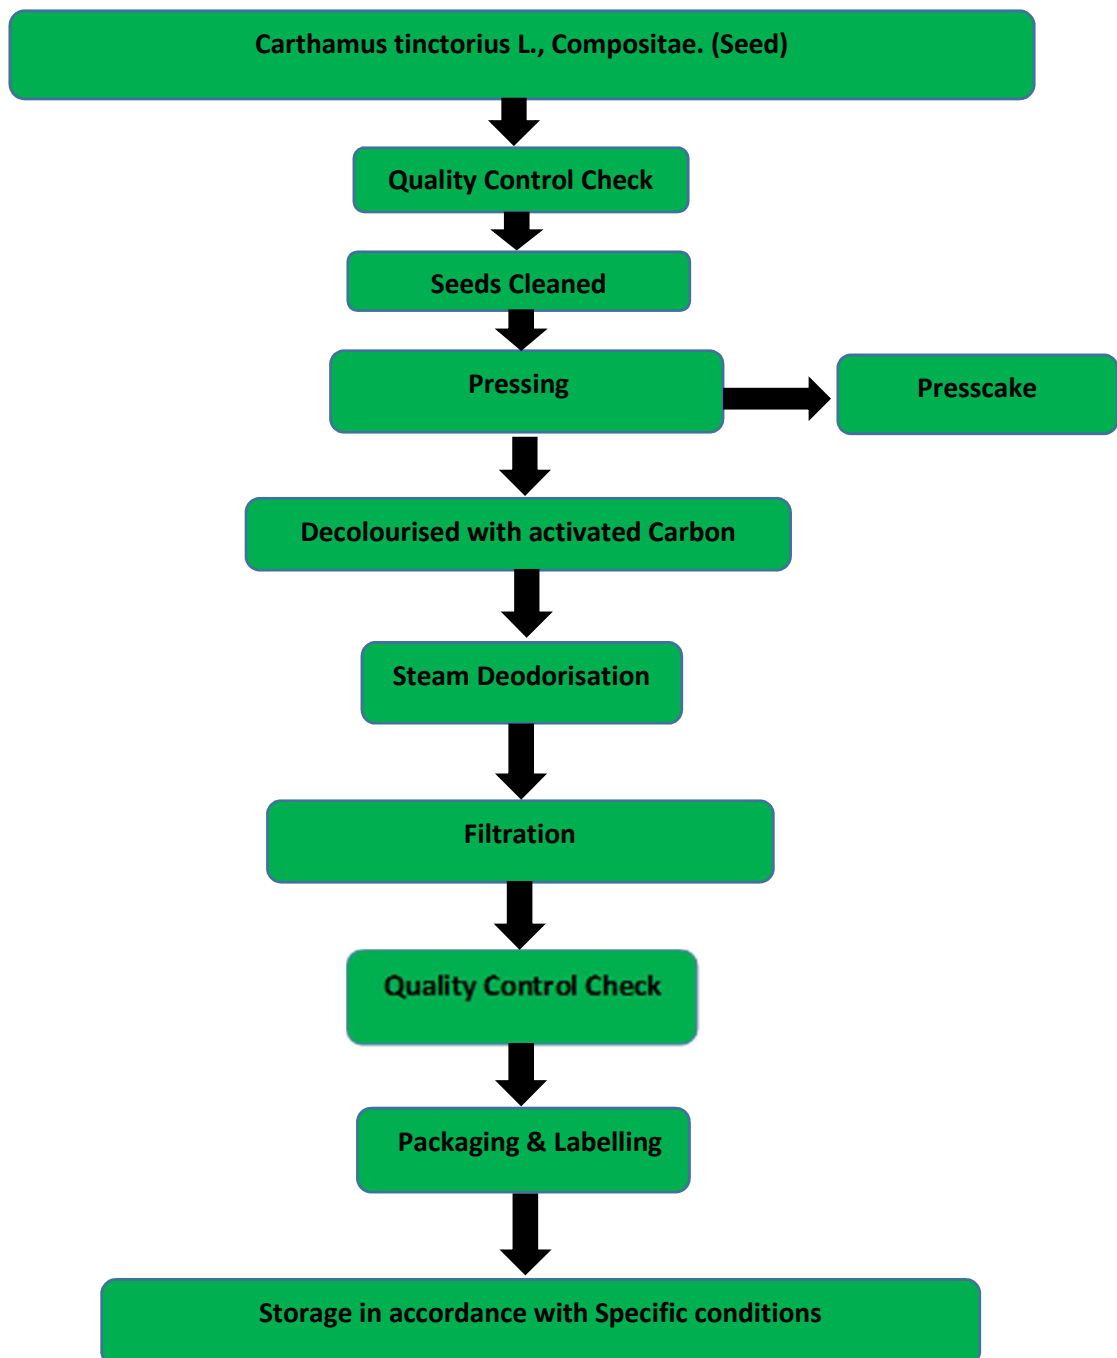 Carthamus tinctorius L., Compositae. (Seed)
Quality Control Check
Seeds Cleaned
Pressing
Presscake
Decolourised with activated Carbon
Steam Deodorisation
Filtration
Quality Control Check
Packaging & Labelling
Storage in accordance with Specific conditions